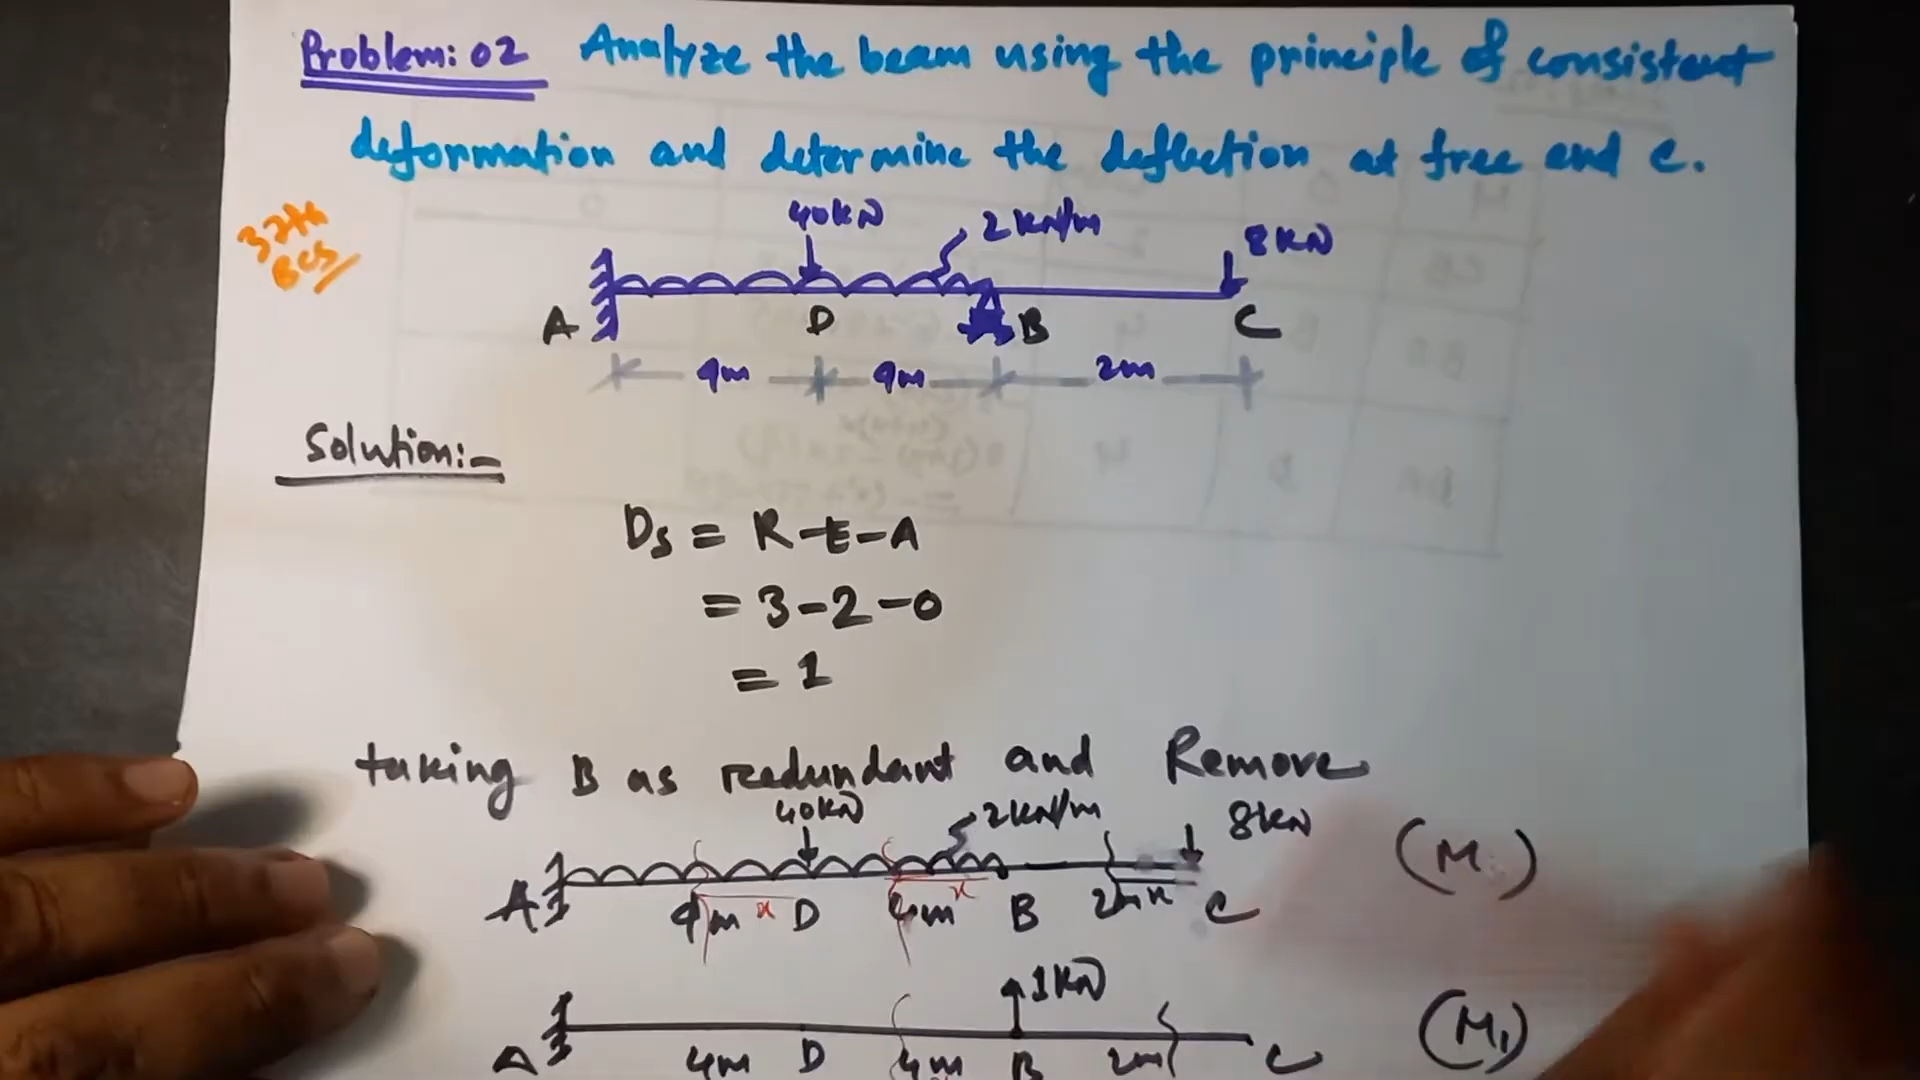 Problem: 02 Analyze the beam using the principle of consistent
deformation and determine the deflection at free end C.
37th
BCS
40kN 2kN/m 8kN
A D B C
4m 4m 2m
Solution:-
Ds = R-E-A
= 3-2-0
= 1
taking B as redundant and Remove
40kN 2kN/m 8kN
A 4m x D 4m x B 2m x C
1kN (M₁)
A 4m D 4m B 2m C